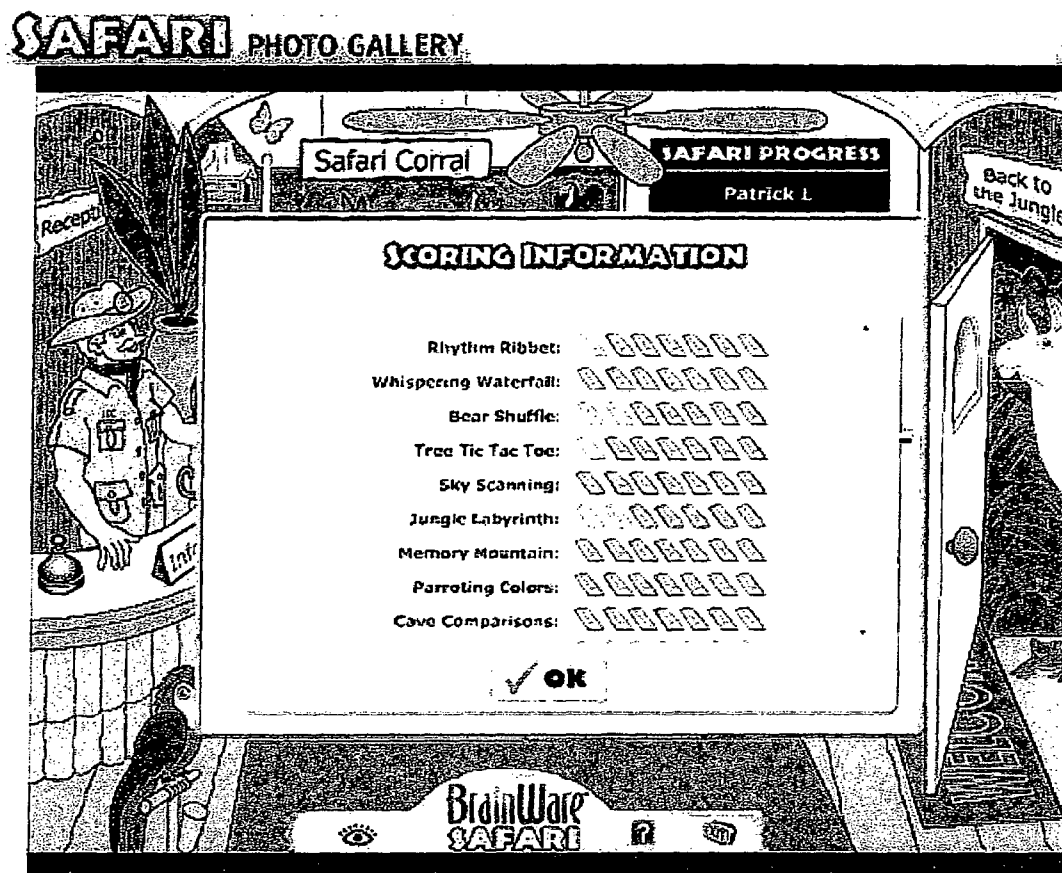 SAFARI PHOTO GALLERY
Safari Corral
SAFARI PROGRESS
Patrick L
Back to
the Jungle
SCORING INFORMATION
Rhythm Ribbet:
Whispering Waterfall:
Bear Shuffle:
Tree Tic Tac Toe:
Sky Scanning:
Jungle Labyrinth:
Memory Mountain:
Parroting Colors:
Cave Comparisons:
OK
BrainWare
SAFARI
?